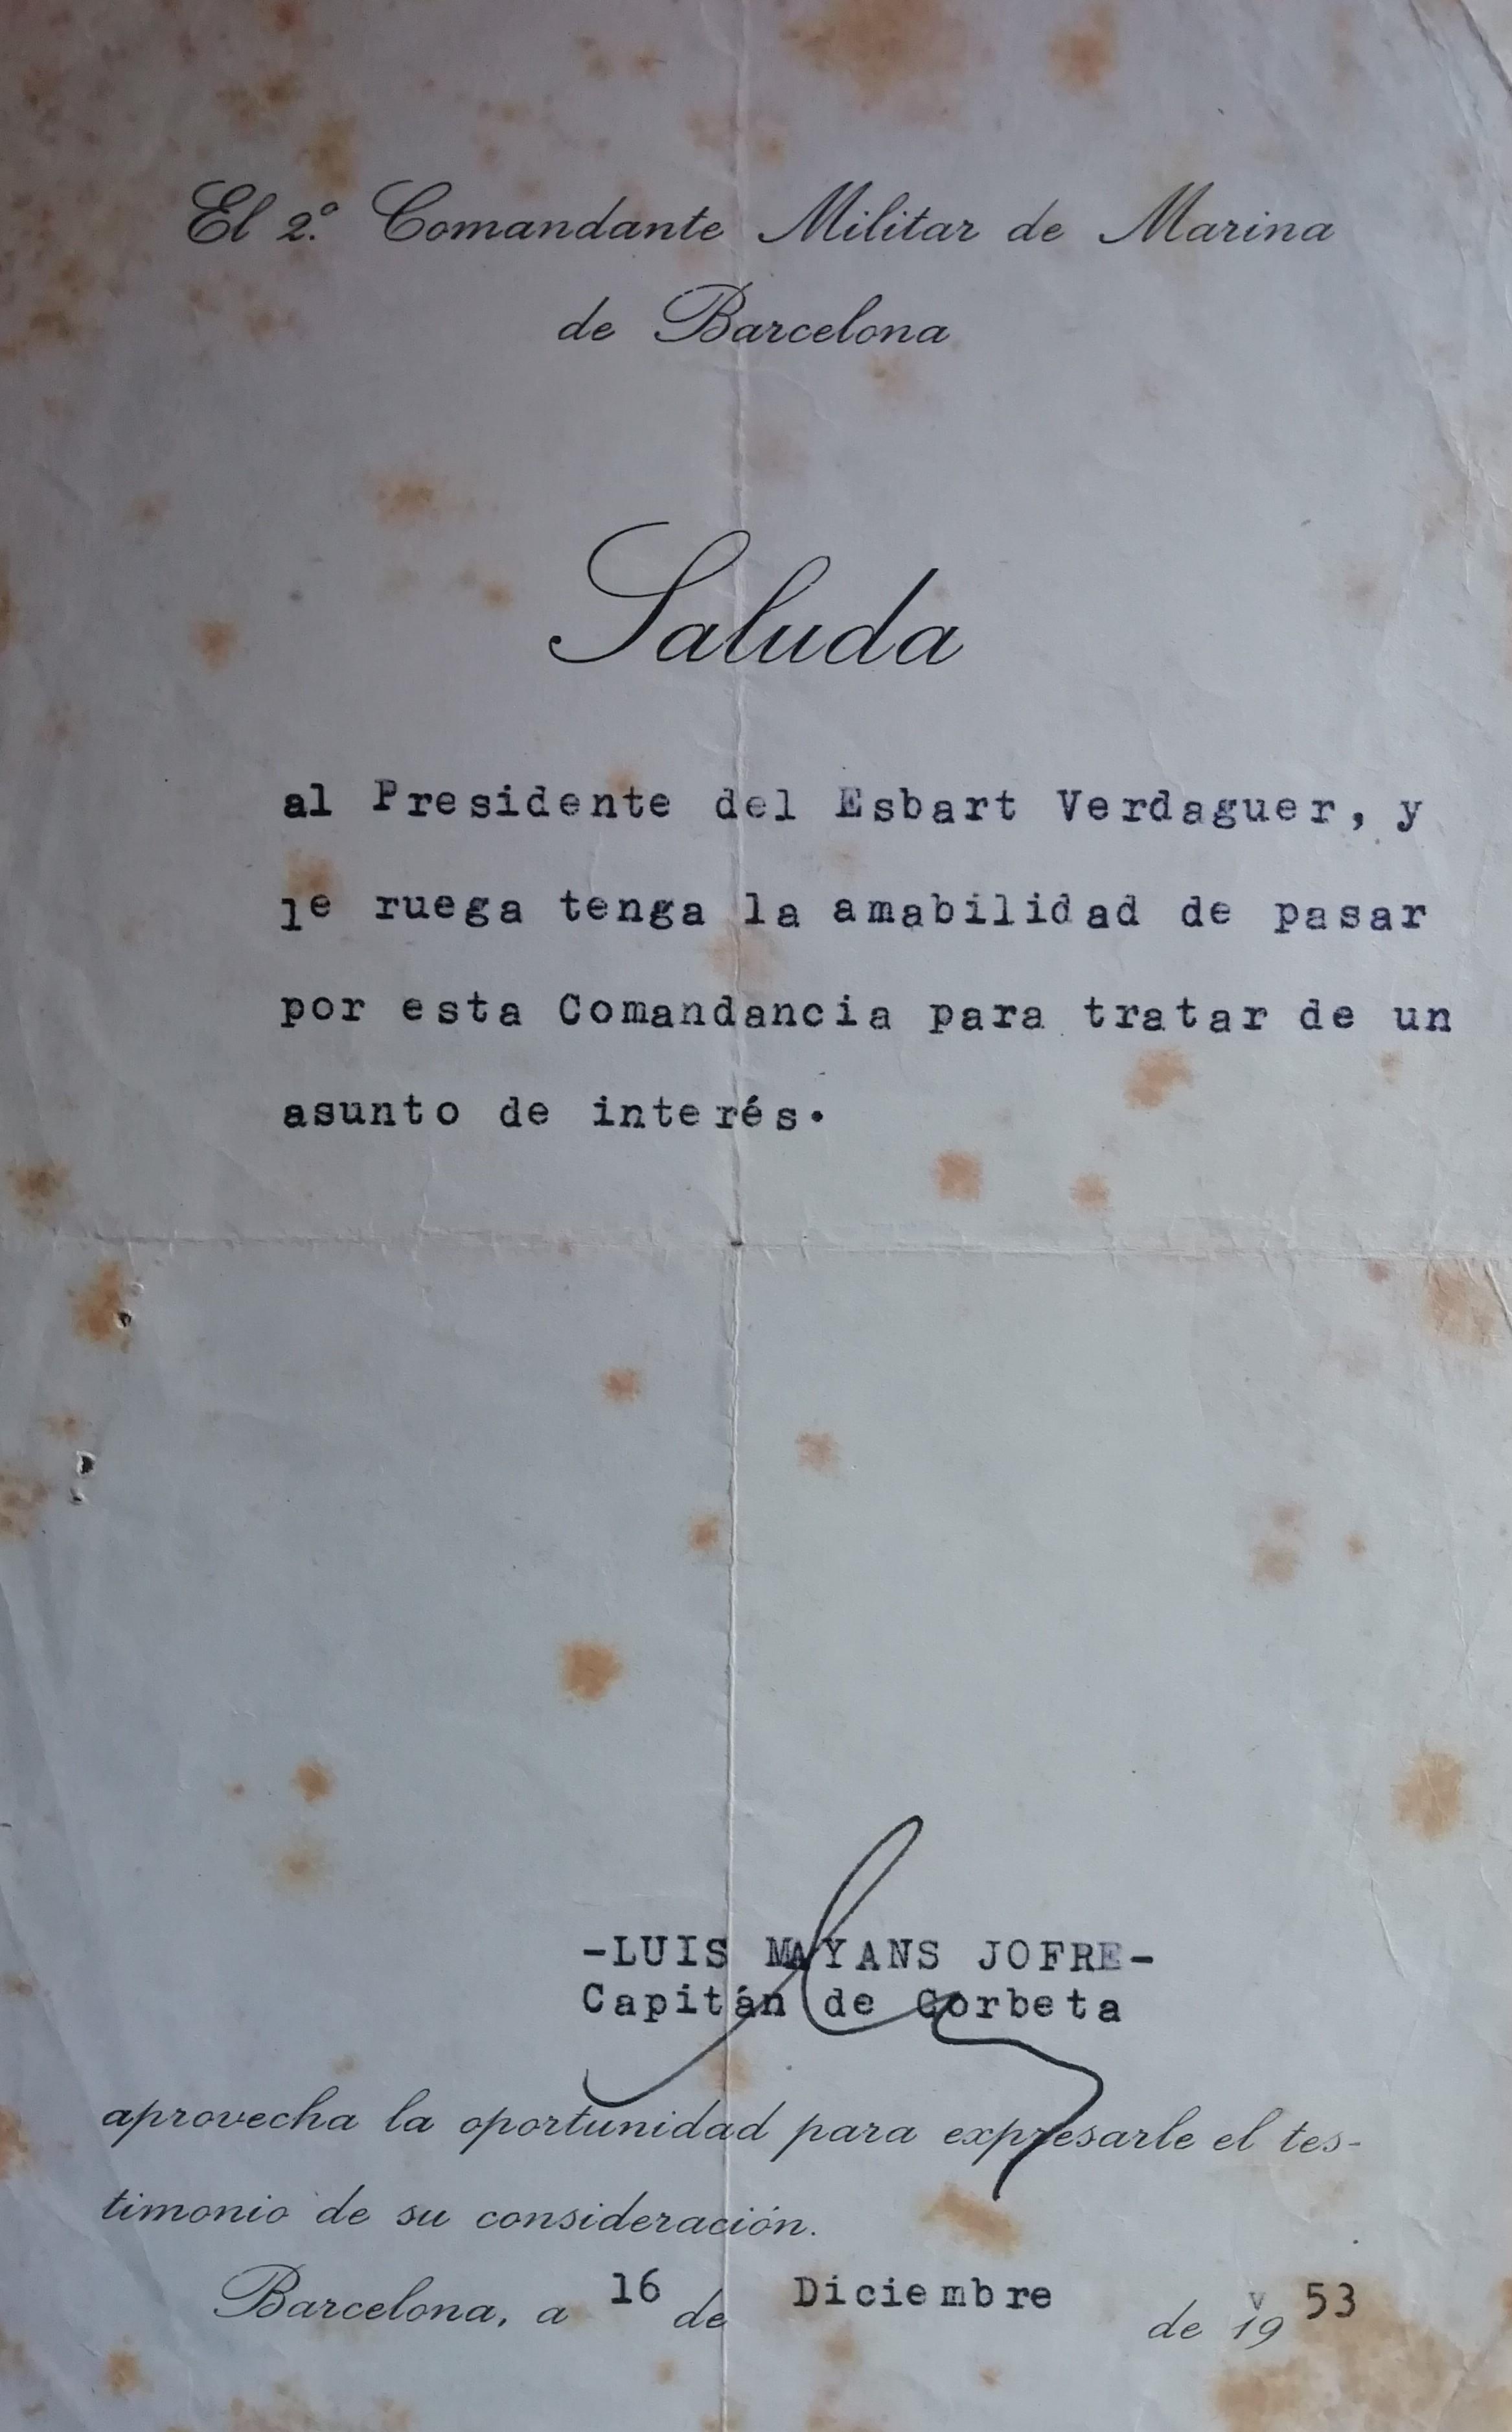 El 2.º Comandante Militar de Marina
de Barcelona
Saluda
al Presidente del Esbart Verdaguer, y
le ruega tenga la amabilidad de pasar
por esta Comandancia para tratar de un
asunto de interés.
-LUIS MAYANS JOFRE-
Capitán de Corbeta
aprovecha la oportunidad para expresarle el tes-
timonio de su consideración.
Barcelona, a 16 de Diciembre de 1953